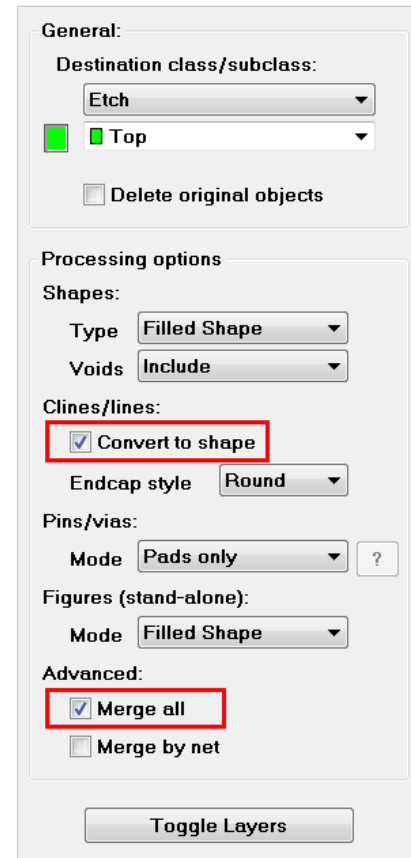 General:
Destination class/subclass:
Etch
Top
Delete original objects
Processing options
Shapes:
Type Filled Shape
Voids Include
Clines/lines:
Convert to shape
Endcap style Round
Pins/vias:
Mode Pads only ?
Figures (stand-alone):
Mode Filled Shape
Advanced:
Merge all
Merge by net
Toggle Layers